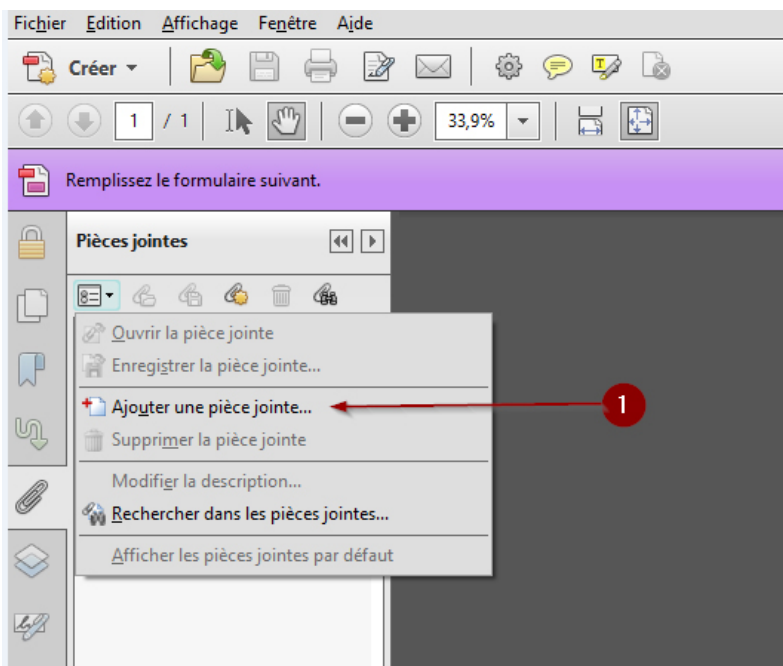 Fichier Edition Affichage Fenêtre Aide
Créer
1 / 1 33,9%
Remplissez le formulaire suivant.
Pièces jointes
Ouvrir la pièce jointe
Enregistrer la pièce jointe...
Ajouter une pièce jointe... 1
Supprimer la pièce jointe
Modifier la description...
Rechercher dans les pièces jointes...
Afficher les pièces jointes par défaut